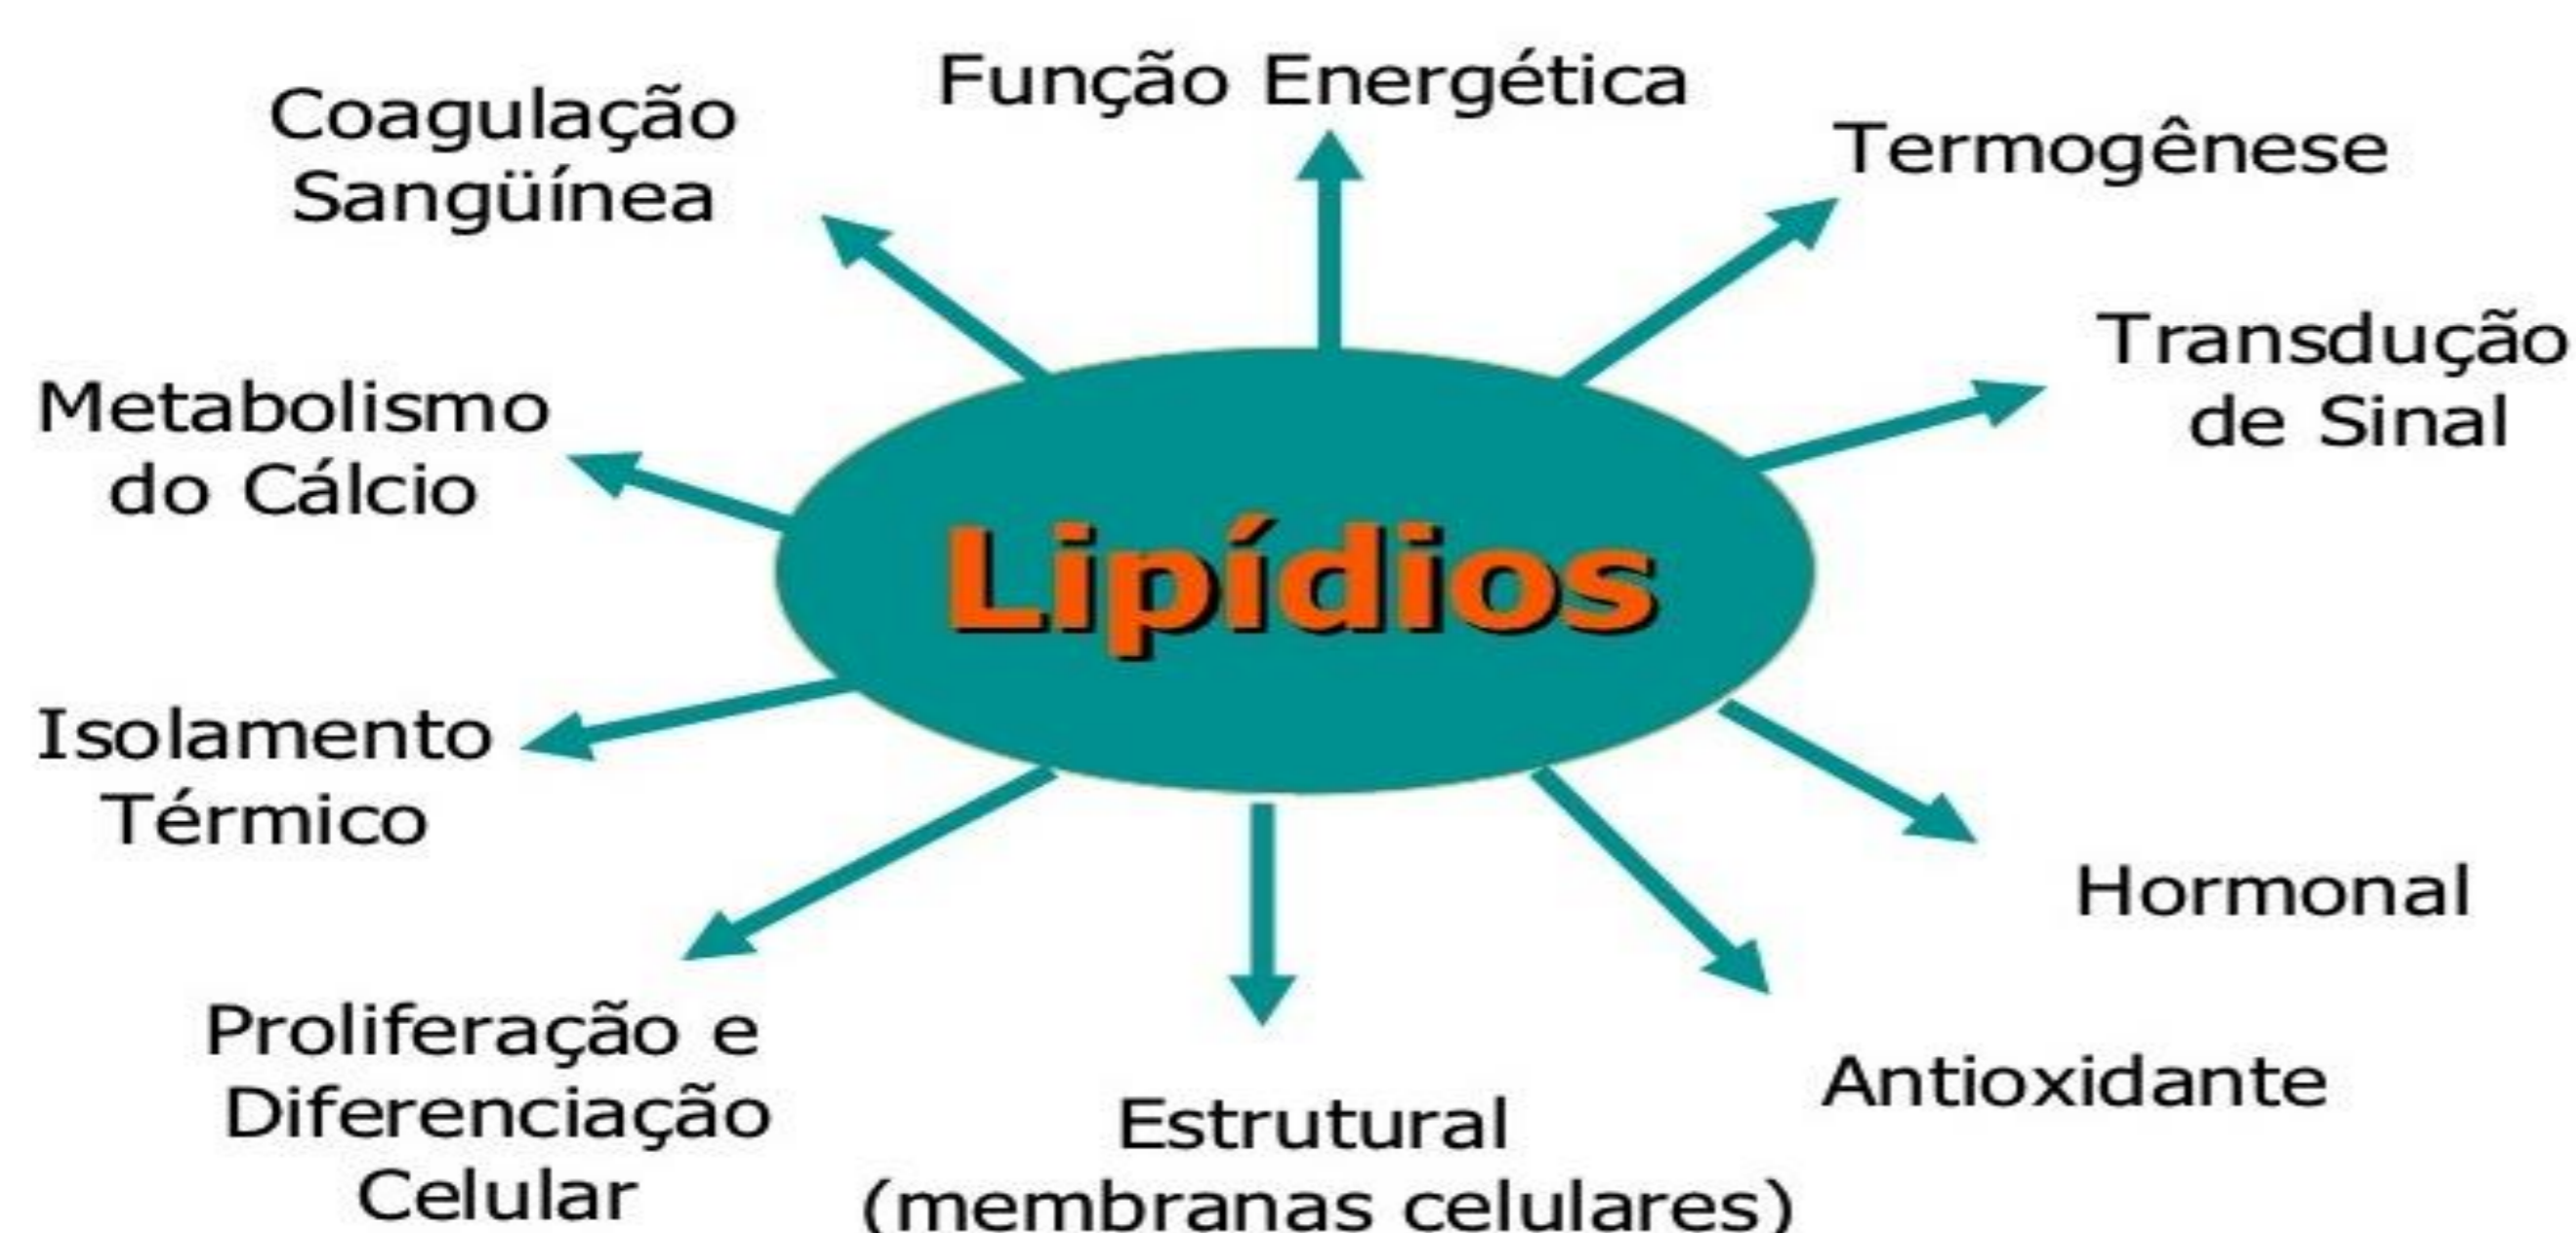 Função Energética
Coagulação
Sangüínea
Termogênese
Transdução
de Sinal
Metabolismo
do Cálcio
Lipídios
Isolamento
Térmico
Hormonal
Proliferação e
Diferenciação
Celular
Antioxidante
Estrutural
(membranas celulares)